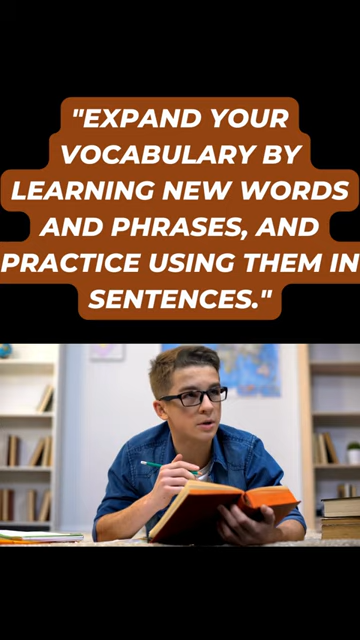 "EXPAND YOUR
VOCABULARY BY
LEARNING NEW WORDS
AND PHRASES, AND
PRACTICE USING THEM IN
SENTENCES."